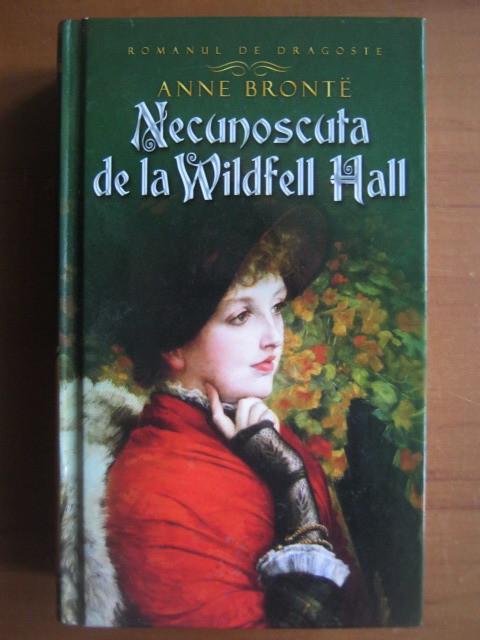 ROMANUL DE DRAGOSTE
ANNE BRONTË
Necunoscuta
de la Wildfell Hall